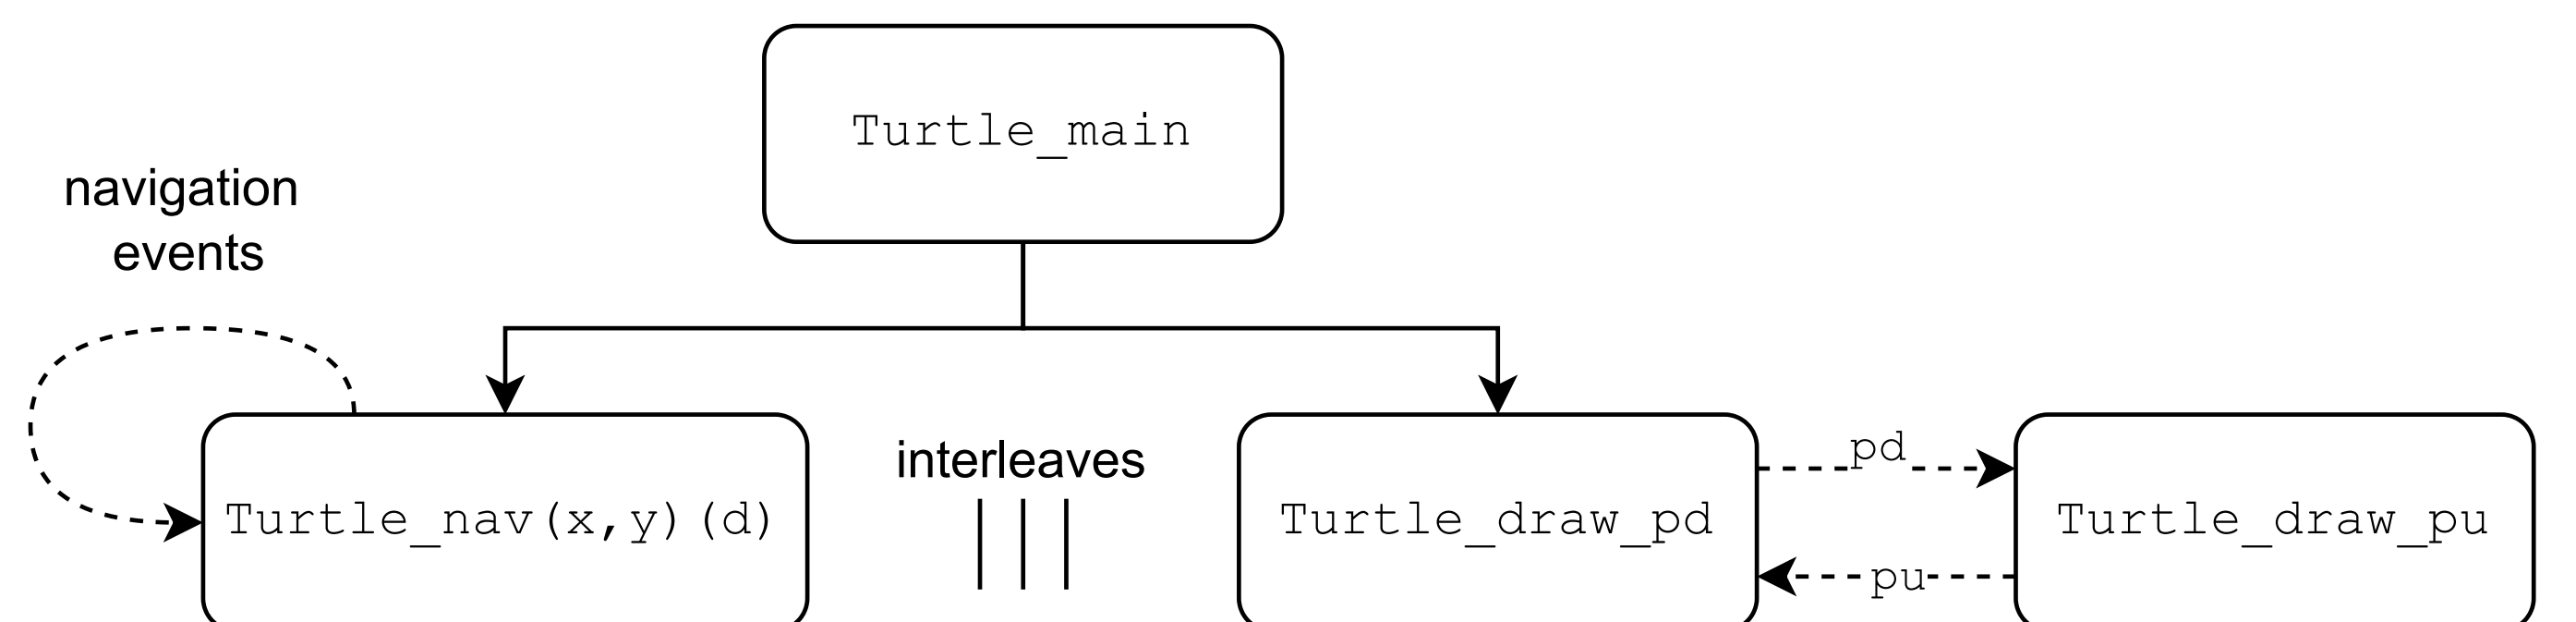 Turtle_main
navigation
events
interleaves
|||
Turtle_nav(x,y)(d)
Turtle_draw_pd
pd
pu
Turtle_draw_pu